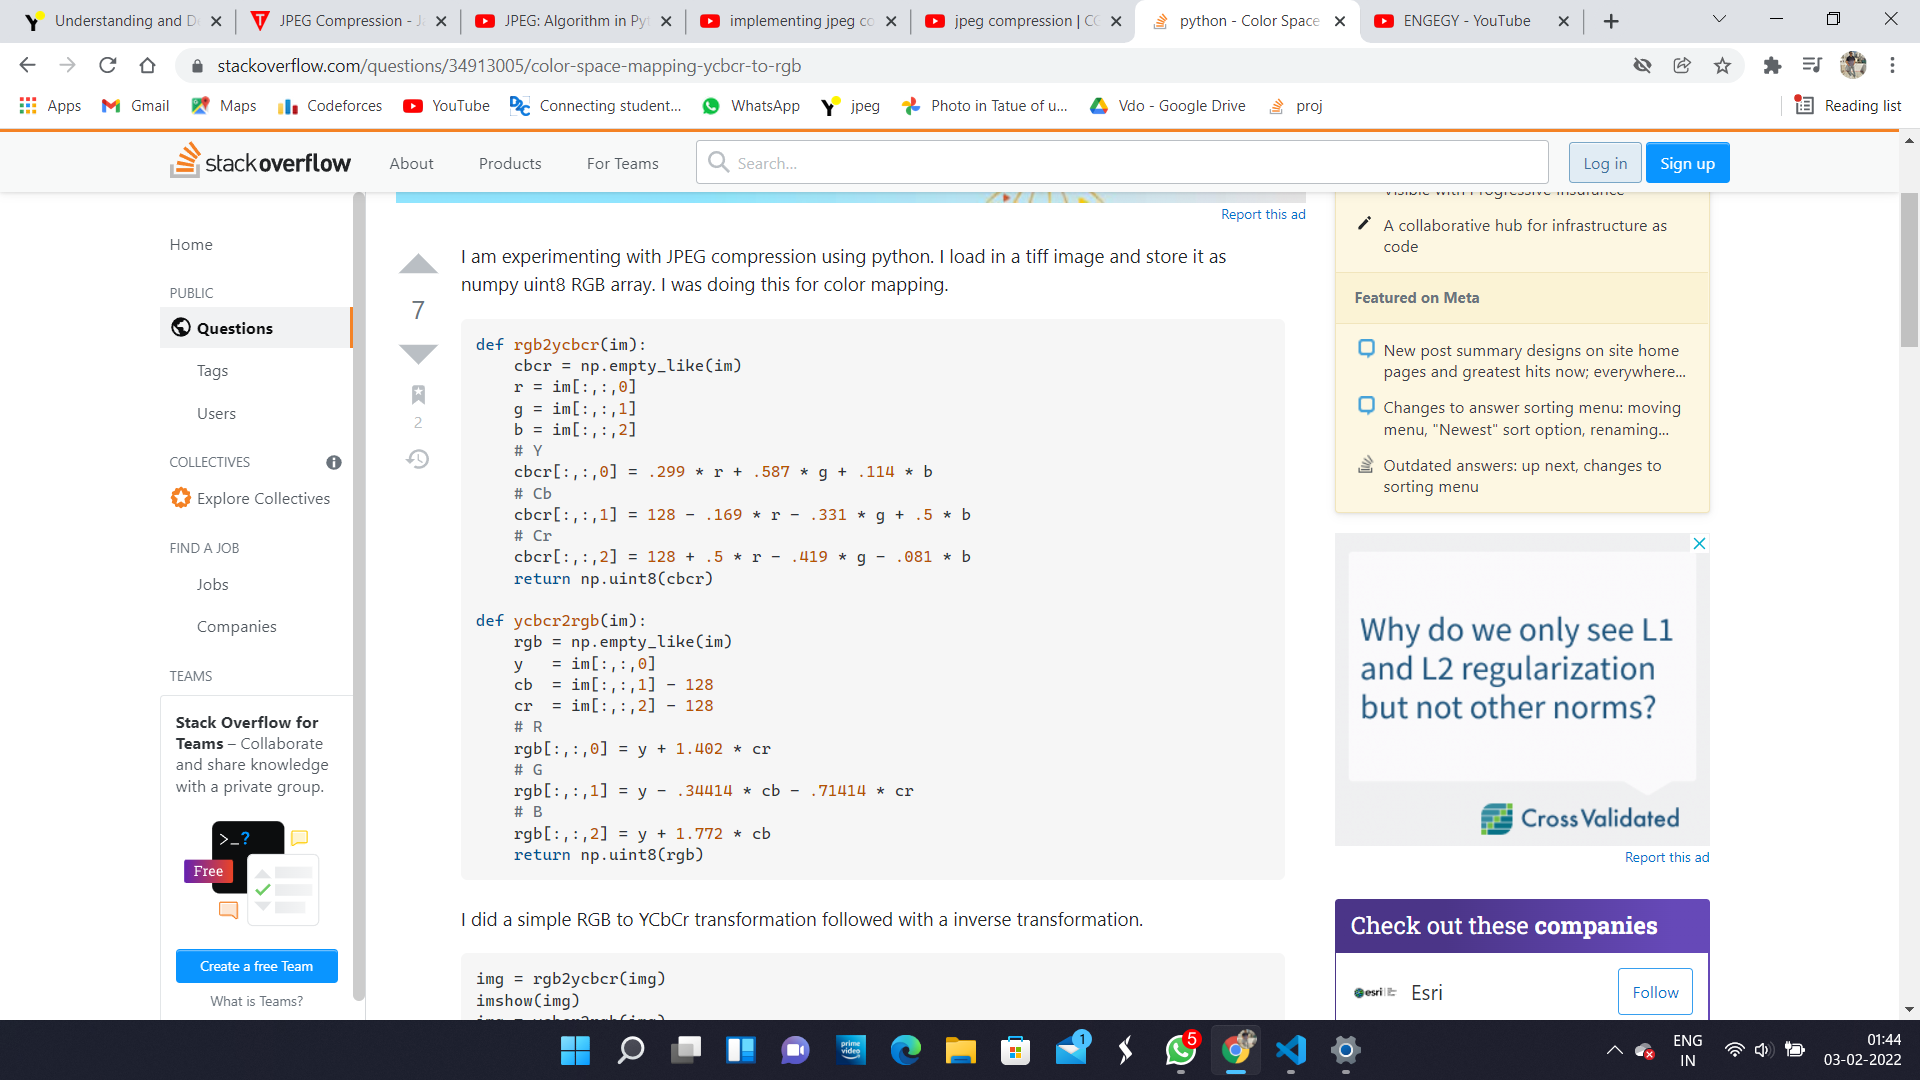 Understanding and D
JPEG Compression - J
JPEG: Algorithm in Py
implementing jpeg co
jpeg compression | CC
python - Color Space
ENGEGY - YouTube
stackoverflow.com/questions/34913005/color-space-mapping-ycbcr-to-rgb
Apps
Gmail
Maps
Codeforces
YouTube
Connecting student...
WhatsApp
jpeg
Photo in Tatue of u...
Vdo - Google Drive
proj
Reading list
stackoverflow
About
Products
For Teams
Search...
Log in
Sign up
Home
PUBLIC
Questions
Tags
Users
COLLECTIVES
Explore Collectives
FIND A JOB
Jobs
Companies
TEAMS
Stack Overflow for
Teams – Collaborate
and share knowledge
with a private group.
>_?
Free
Create a free Team
What is Teams?
Report this ad
7
2
I am experimenting with JPEG compression using python. I load in a tiff image and store it as
numpy uint8 RGB array. I was doing this for color mapping.
def rgb2ycbcr(im):
    cbcr = np.empty_like(im)
    r = im[:,:,0]
    g = im[:,:,1]
    b = im[:,:,2]
    # Y
    cbcr[:,:,0] = .299 * r + .587 * g + .114 * b
    # Cb
    cbcr[:,:,1] = 128 - .169 * r - .331 * g + .5 * b
    # Cr
    cbcr[:,:,2] = 128 + .5 * r - .419 * g - .081 * b
    return np.uint8(cbcr)
def ycbcr2rgb(im):
    rgb = np.empty_like(im)
    y   = im[:,:,0]
    cb  = im[:,:,1] - 128
    cr  = im[:,:,2] - 128
    # R
    rgb[:,:,0] = y + 1.402 * cr
    # G
    rgb[:,:,1] = y - .34414 * cb - .71414 * cr
    # B
    rgb[:,:,2] = y + 1.772 * cb
    return np.uint8(rgb)
I did a simple RGB to YCbCr transformation followed with a inverse transformation.
img = rgb2ycbcr(img)
imshow(img)
img = ycbcr2rgb(img)
visible with Progressive Insurance
A collaborative hub for infrastructure as
code
Featured on Meta
New post summary designs on site home
pages and greatest hits now; everywhere...
Changes to answer sorting menu: moving
menu, "Newest" sort option, renaming...
Outdated answers: up next, changes to
sorting menu
Why do we only see L1
and L2 regularization
but not other norms?
CrossValidated
Report this ad
Check out these companies
esri
Esri
Follow
prime
video
1
5
ENG
IN
01:44
03-02-2022